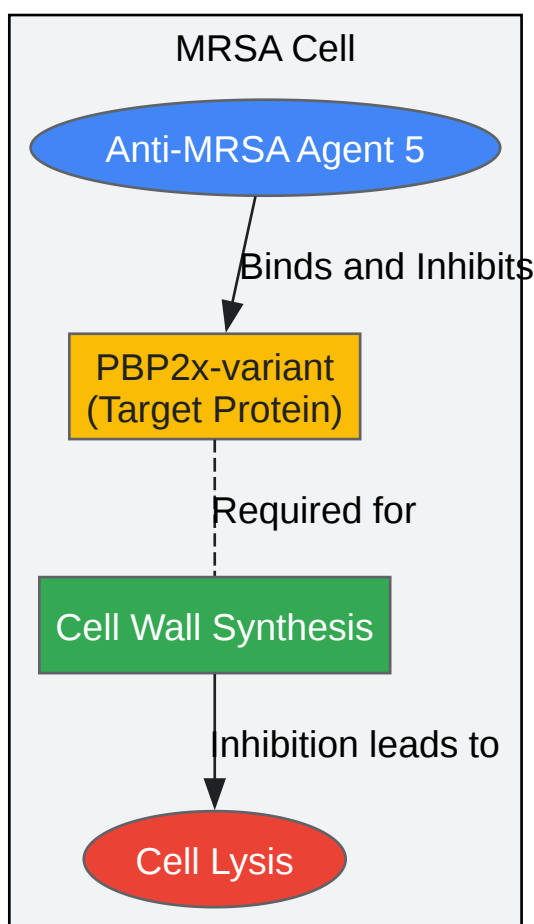 MRSA Cell
Anti-MRSA Agent 5
Binds and Inhibits
PBP2x-variant
(Target Protein)
Required for
Cell Wall Synthesis
Inhibition leads to
Cell Lysis